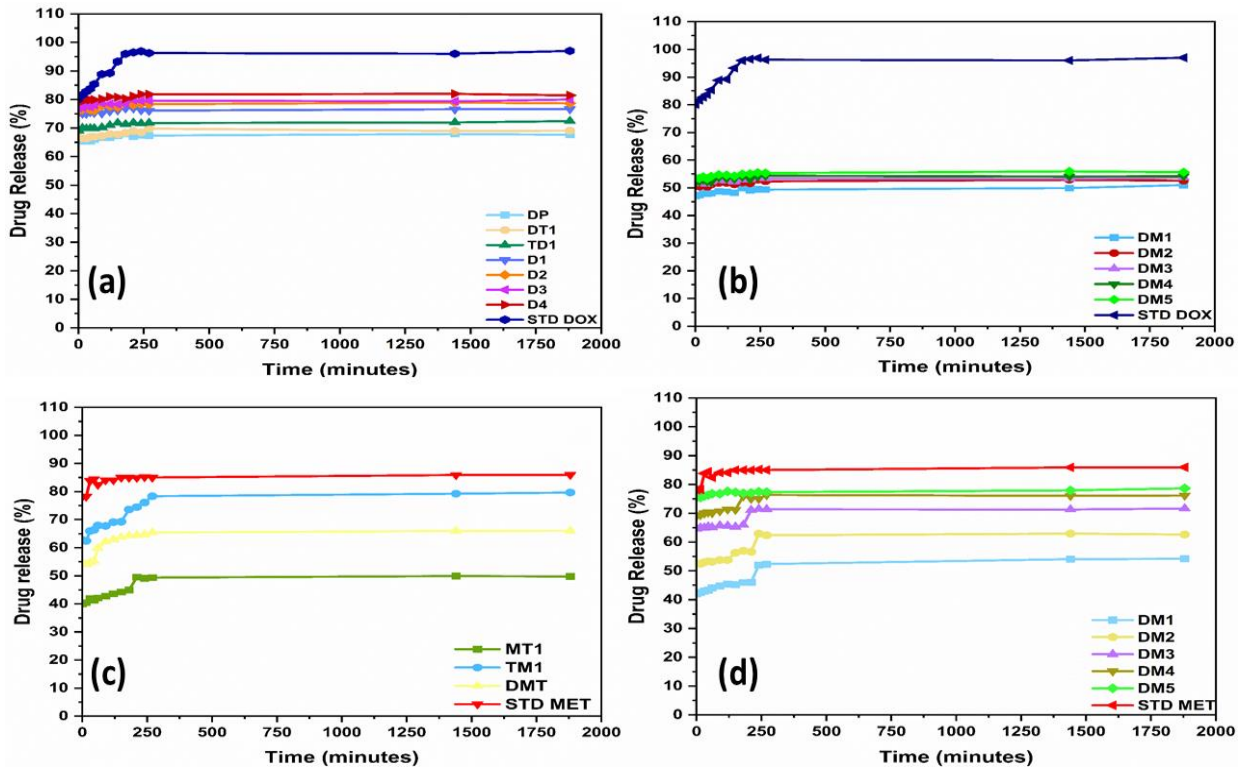 (a)
110
100
90
80
70
60
50
40
30
20
10
0
Drug Release (%)
DP
DT1
TD1
D1
D2
D3
D4
STD DOX
0 250 500 750 1000 1250 1500 1750 2000
Time (minutes)
(b)
110
100
90
80
70
60
50
40
30
20
10
0
Drug Release (%)
DM1
DM2
DM3
DM4
DM5
STD DOX
0 250 500 750 1000 1250 1500 1750 2000
Time (minutes)
(c)
110
100
90
80
70
60
50
40
30
20
10
0
Drug release (%)
MT1
TM1
DMT
STD MET
0 250 500 750 1000 1250 1500 1750 2000
Time (minutes)
(d)
110
100
90
80
70
60
50
40
30
20
10
0
Drug Release (%)
DM1
DM2
DM3
DM4
DM5
STD MET
0 250 500 750 1000 1250 1500 1750 2000
Time (minutes)